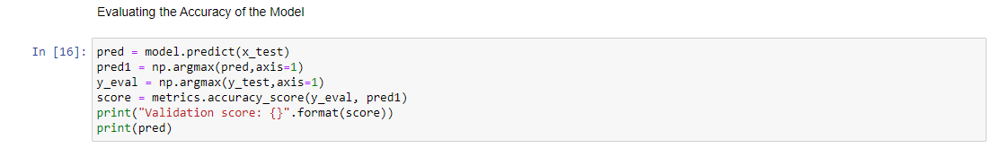 Evaluating the Accuracy of the Model
In [16]: pred = model.predict(x_test)
pred1 = np.argmax(pred,axis=1)
y_eval = np.argmax(y_test,axis=1)
score = metrics.accuracy_score(y_eval, pred1)
print("Validation score: {}".format(score))
print(pred)